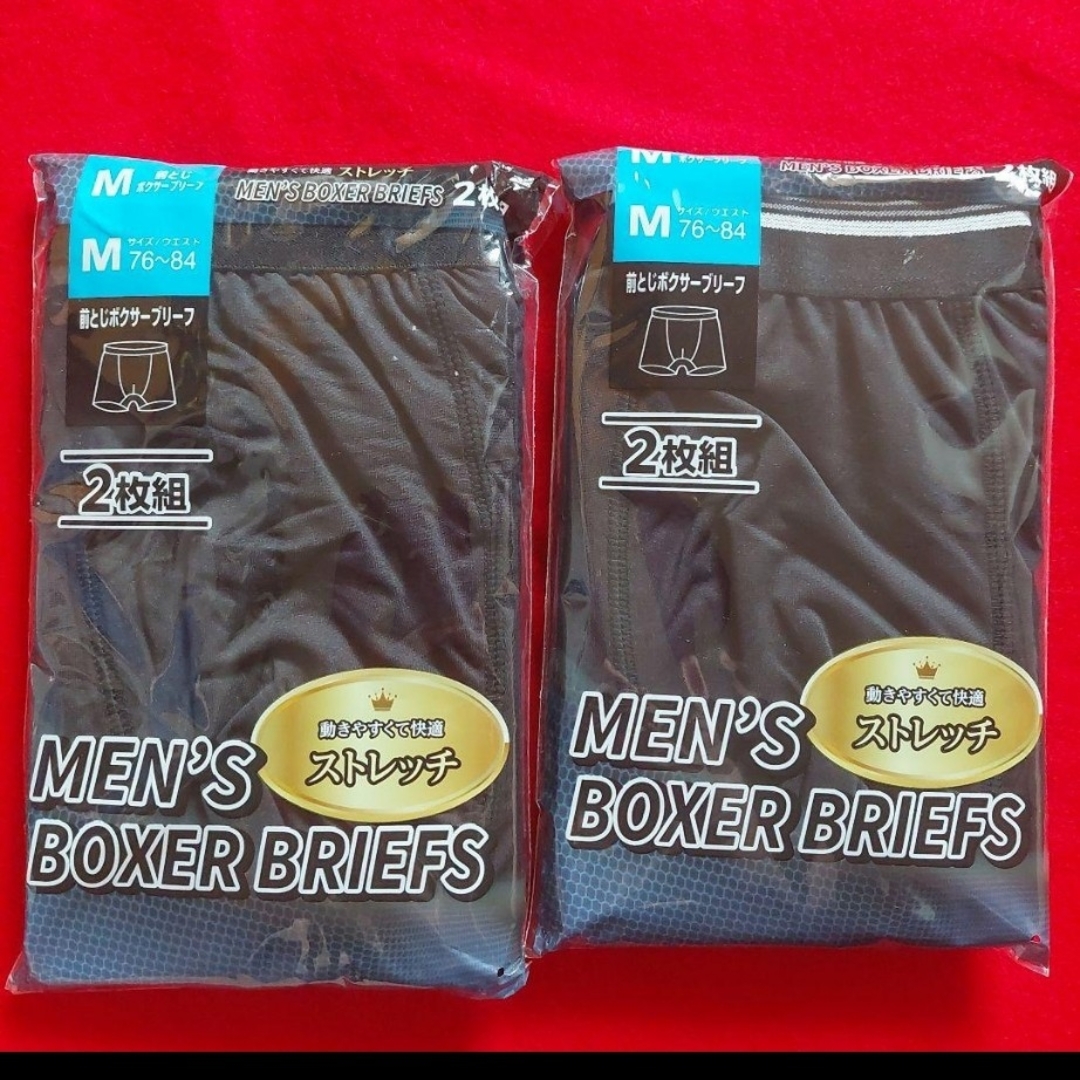 M 前とじ
ボクサーブリーフ
動きやすくて快適 ストレッチ
MEN'S BOXER BRIEFS 2枚
M サイズ/ウエスト
76~84
前とじボクサーブリーフ
2枚組
動きやすくて快適
ストレッチ
MEN'S
BOXER BRIEFS
M ボクサーブリーフ
MEN'S BOXER BRIEFS 2枚組
M サイズ/ウエスト
76~84
前とじボクサーブリーフ
2枚組
動きやすくて快適
ストレッチ
MEN'S
BOXER BRIEFS